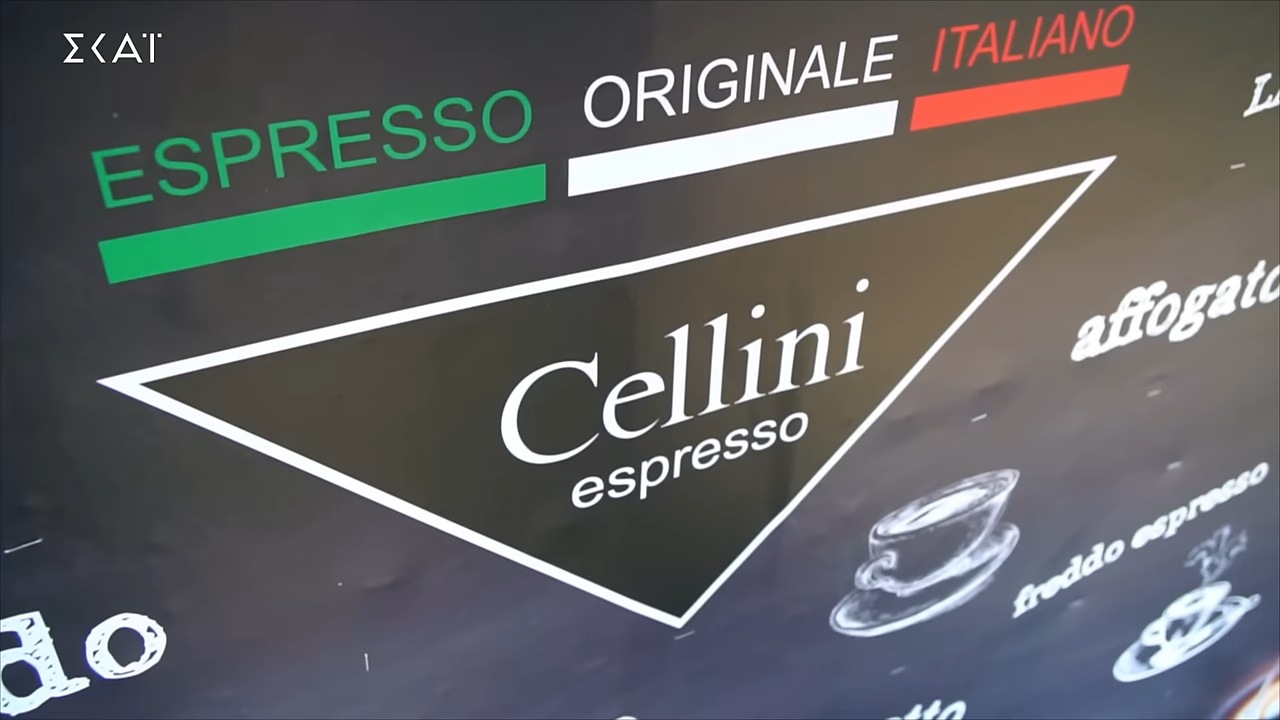 ΣΚΑΪ
ESPRESSO ORIGINALE ITALIANO
Cellini
espresso
affogato
freddo espresso